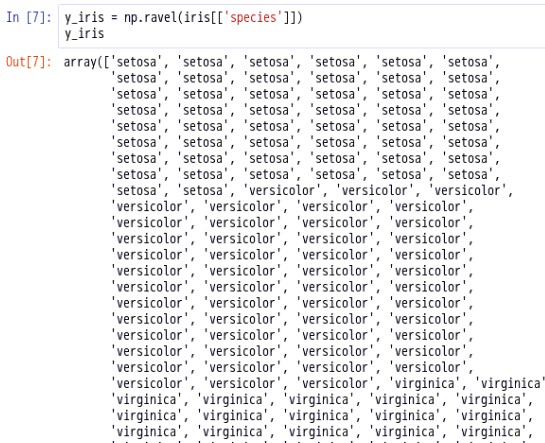 In [7]: y_iris = np.ravel(iris[['species']])
y_iris
Out[7]: array(['setosa', 'setosa', 'setosa', 'setosa', 'setosa', 'setosa',
'setosa', 'setosa', 'setosa', 'setosa', 'setosa', 'setosa',
'setosa', 'setosa', 'setosa', 'setosa', 'setosa', 'setosa',
'setosa', 'setosa', 'setosa', 'setosa', 'setosa', 'setosa',
'setosa', 'setosa', 'setosa', 'setosa', 'setosa', 'setosa',
'setosa', 'setosa', 'setosa', 'setosa', 'setosa', 'setosa',
'setosa', 'setosa', 'setosa', 'setosa', 'setosa', 'setosa',
'setosa', 'setosa', 'setosa', 'setosa', 'setosa', 'setosa',
'setosa', 'setosa', 'versicolor', 'versicolor', 'versicolor',
'versicolor', 'versicolor', 'versicolor', 'versicolor',
'versicolor', 'versicolor', 'versicolor', 'versicolor',
'versicolor', 'versicolor', 'versicolor', 'versicolor',
'versicolor', 'versicolor', 'versicolor', 'versicolor',
'versicolor', 'versicolor', 'versicolor', 'versicolor',
'versicolor', 'versicolor', 'versicolor', 'versicolor',
'versicolor', 'versicolor', 'versicolor', 'versicolor',
'versicolor', 'versicolor', 'versicolor', 'versicolor',
'versicolor', 'versicolor', 'versicolor', 'versicolor',
'versicolor', 'versicolor', 'versicolor', 'versicolor',
'versicolor', 'versicolor', 'versicolor', 'versicolor',
'versicolor', 'versicolor', 'versicolor', 'virginica', 'virginica'
'virginica', 'virginica', 'virginica', 'virginica', 'virginica',
'virginica', 'virginica', 'virginica', 'virginica', 'virginica',
'virginica', 'virginica', 'virginica', 'virginica', 'virginica',